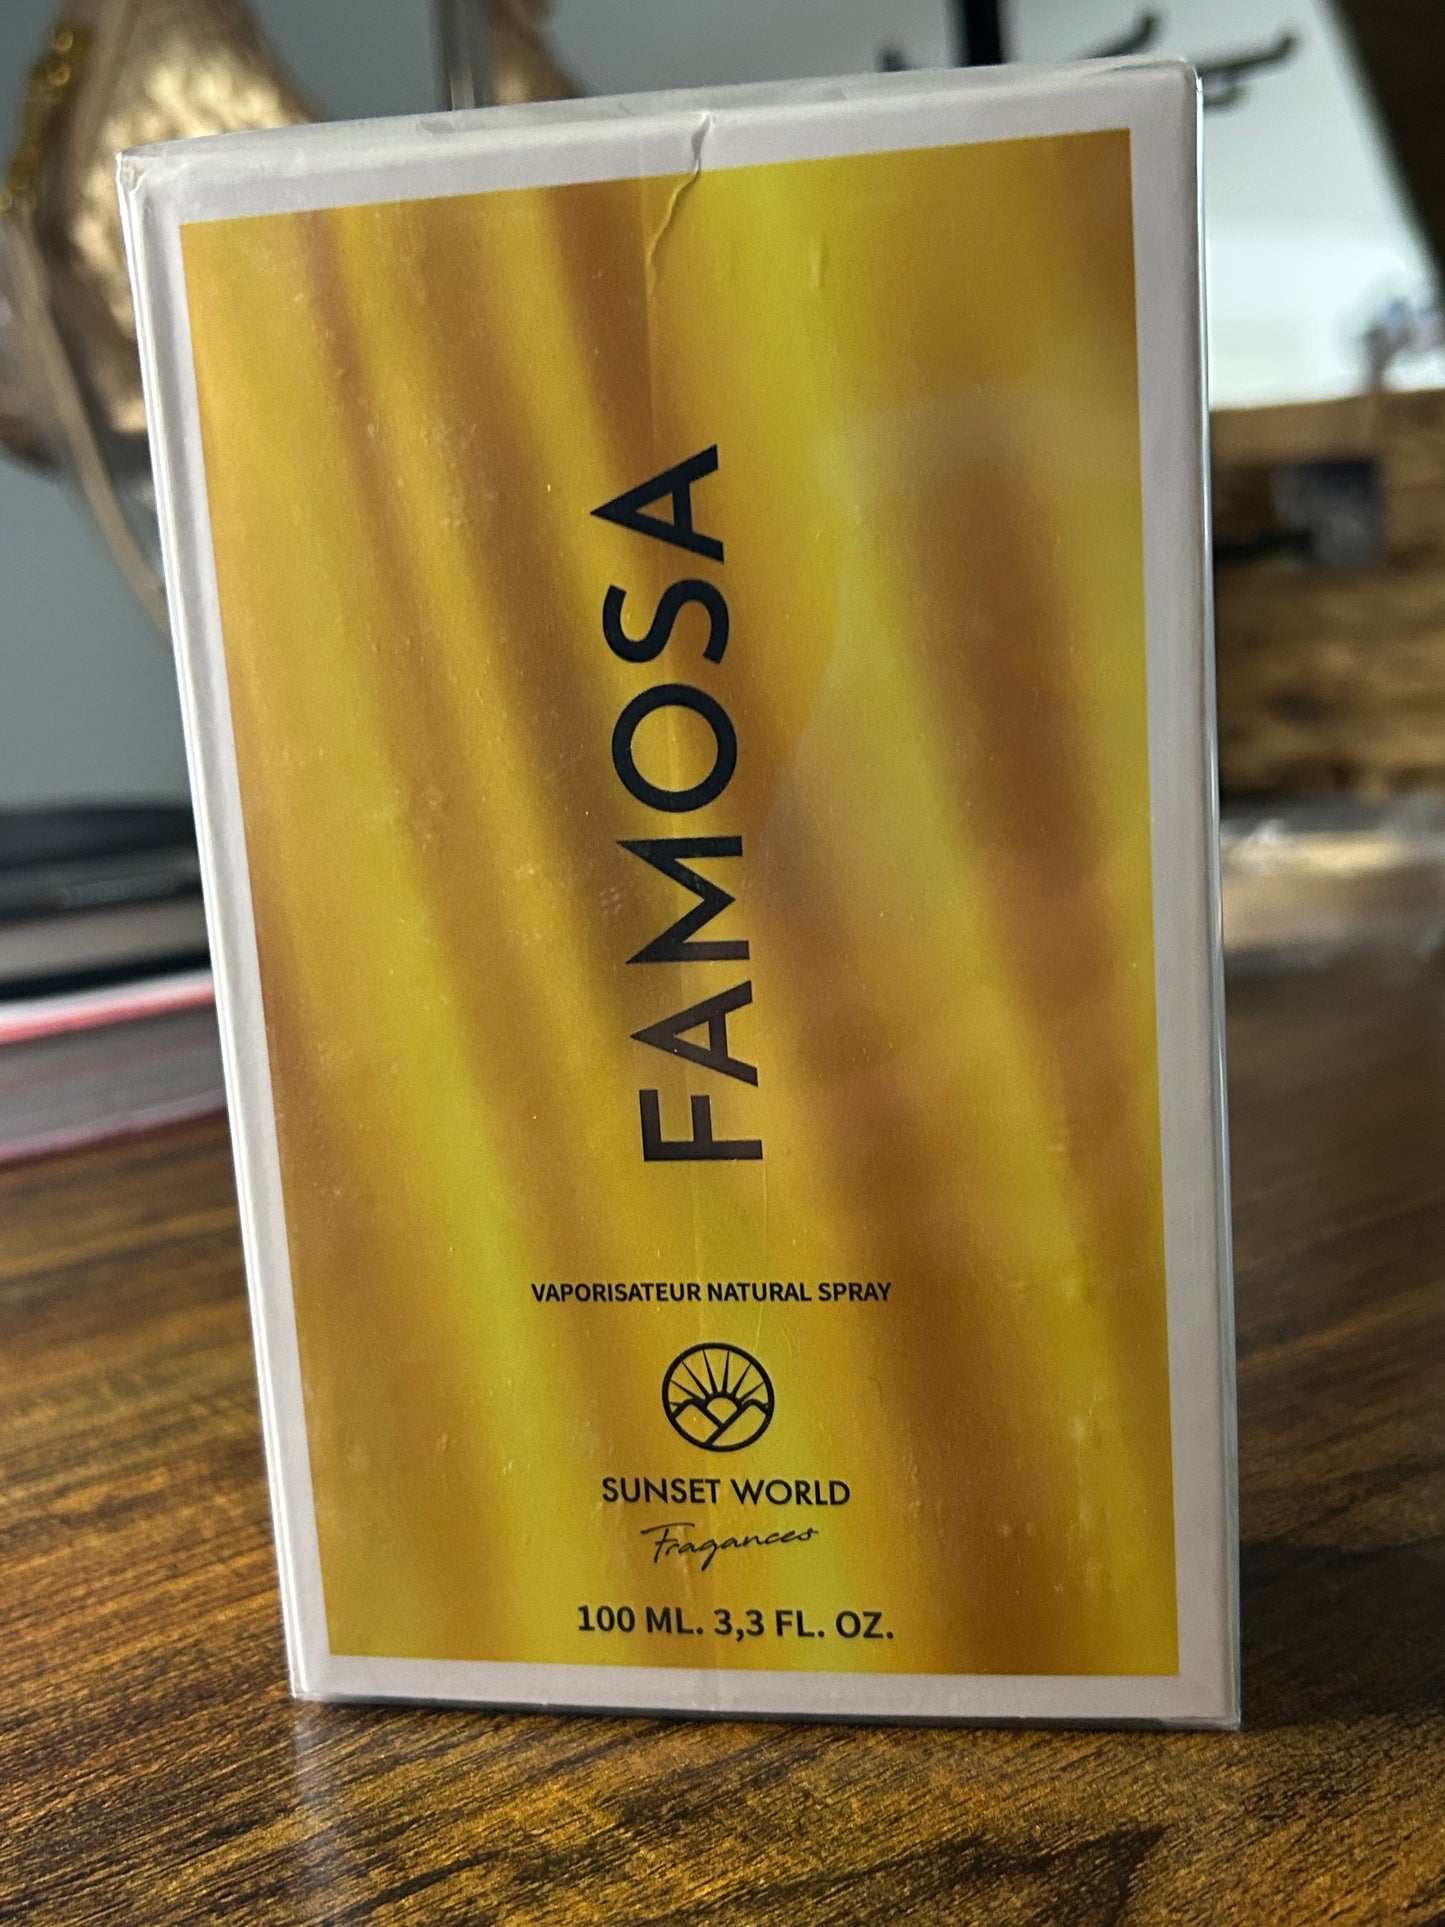 FAMOSA
VAPORISATEUR NATURAL SPRAY
SUNSET WORLD
Fragances
100 ML. 3,3 FL. OZ.